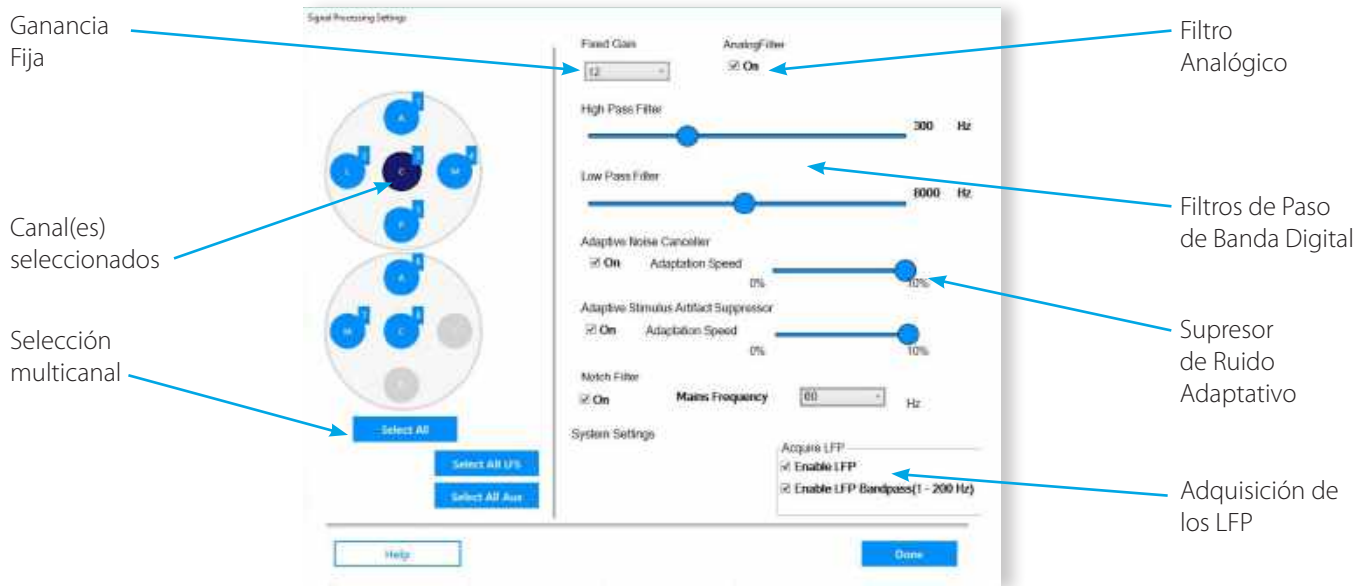 Ganancia
Fija
Canal(es)
seleccionados
Selección
multicanal
Signal Processing Settings
A
1
L
C
M
A
M
C
Select All
Select All LFS
Select All Aux
Help
Fixed Gain
12
AnalogFilter
On
High Pass Filter
300 Hz
Low Pass Filter
8000 Hz
Adaptive Noise Canceller
On Adaptation Speed
0% 10%
Adaptive Stimulus Artifact Suppressor
On Adaptation Speed
0% 10%
Notch Filter
On Mains Frequency 60 Hz
System Settings
Acquire LFP
Enable LFP
Enable LFP Bandpass(1 - 200 Hz)
Done
Filtro
Analógico
Filtros de Paso
de Banda Digital
Supresor
de Ruido
Adaptativo
Adquisición de
los LFP